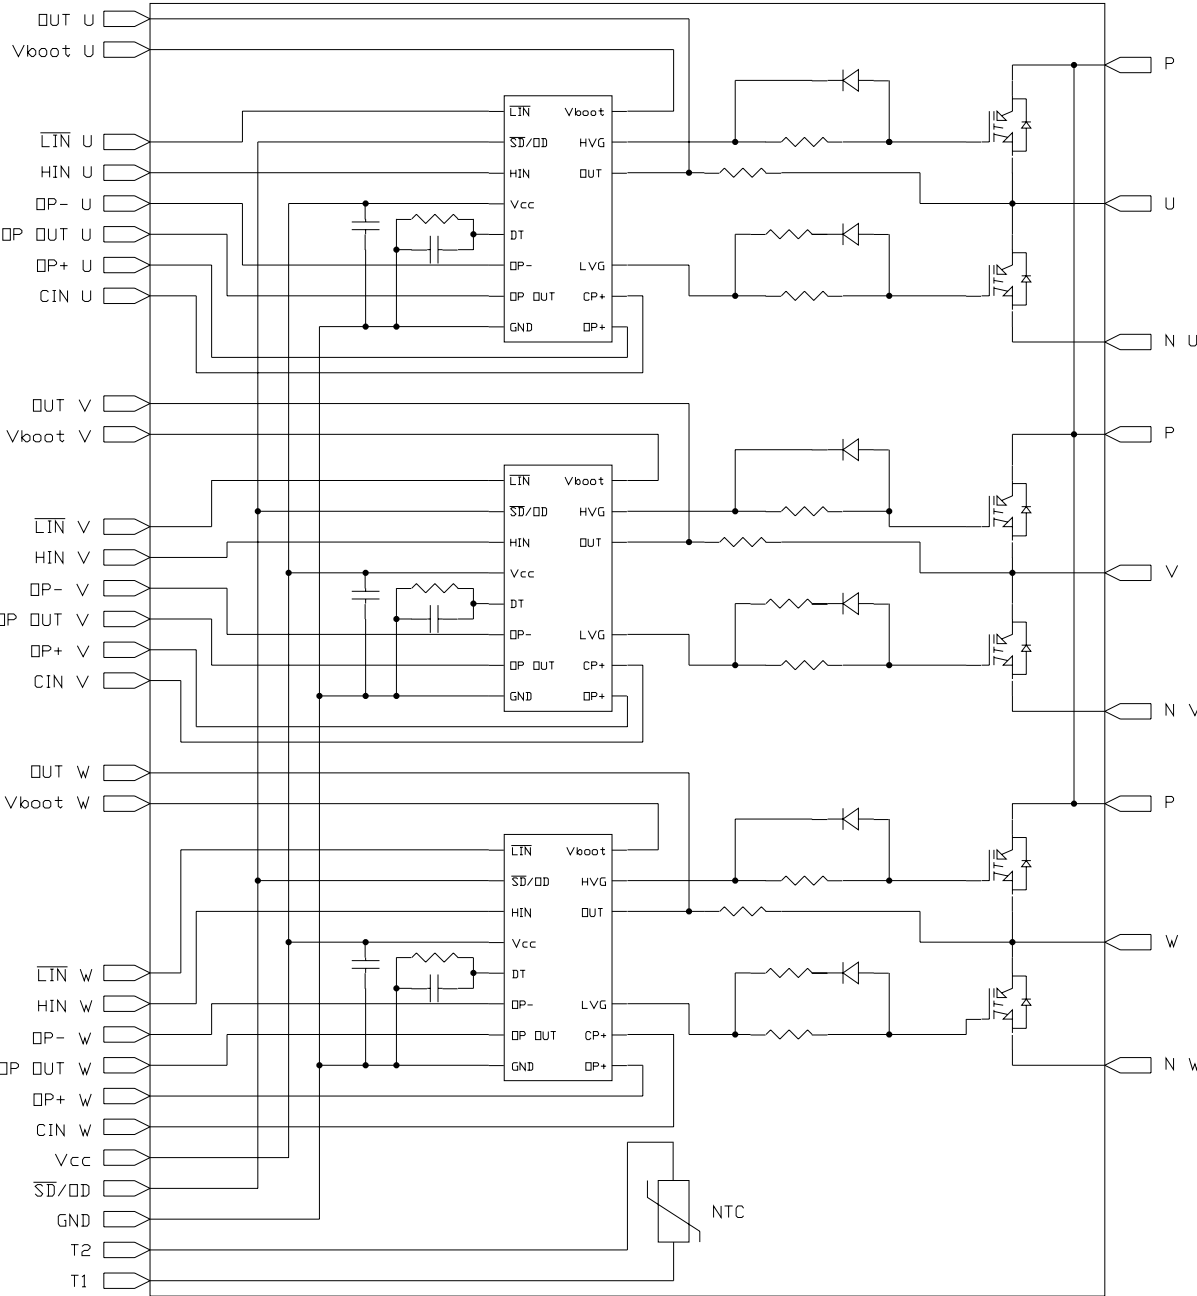 OUT U
Vboot U
LIN U
HIN U
OP- U
OP OUT U
OP+ U
CIN U
LIN
SD/OD
HIN
Vcc
DT
OP-
OP OUT
GND
Vboot
HVG
OUT
LVG
CP+
OP+
P
U
N U
OUT V
Vboot V
LIN V
HIN V
OP- V
OP OUT V
OP+ V
CIN V
LIN
SD/OD
HIN
Vcc
DT
OP-
OP OUT
GND
Vboot
HVG
OUT
LVG
CP+
OP+
P
V
N V
OUT W
Vboot W
LIN W
HIN W
OP- W
OP OUT W
OP+ W
CIN W
LIN
SD/OD
HIN
Vcc
DT
OP-
OP OUT
GND
Vboot
HVG
OUT
LVG
CP+
OP+
P
W
N W
Vcc
SD/OD
GND
T2
T1
NTC